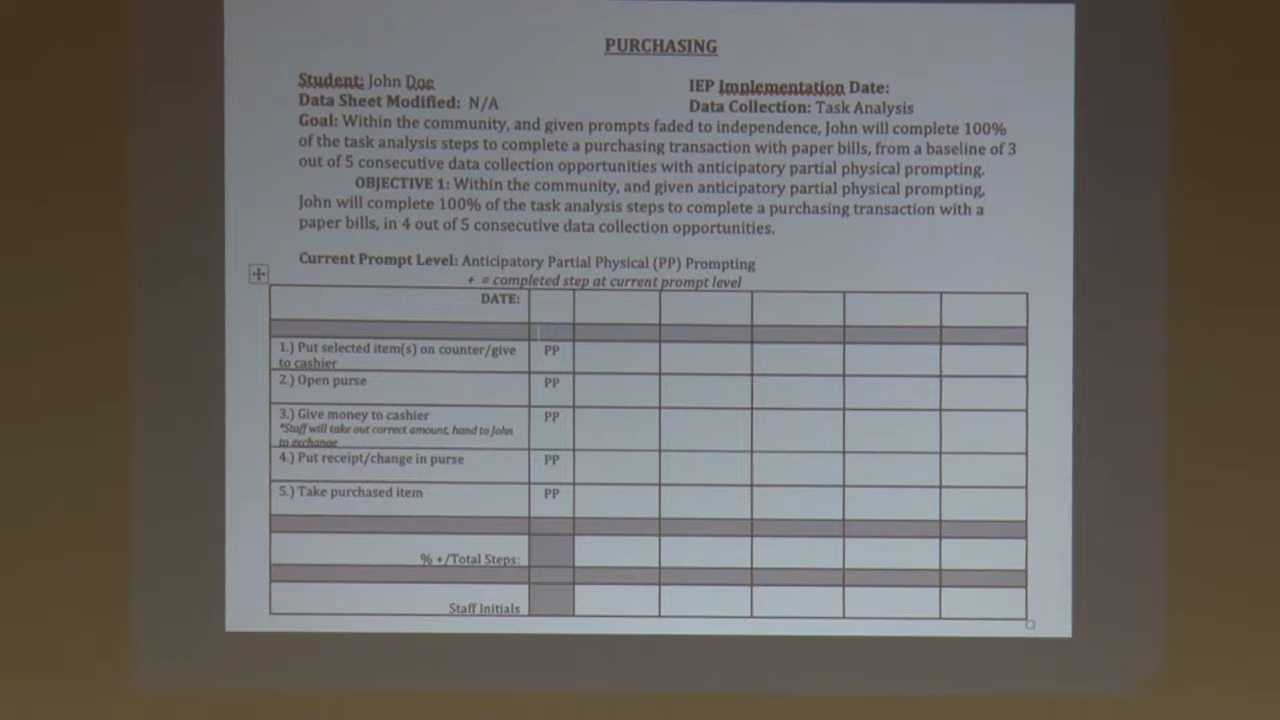 PURCHASING
Student: John Doe
IEP Implementation Date:
Data Sheet Modified: N/A
Data Collection: Task Analysis
Goal: Within the community, and given prompts faded to independence, John will complete 100%
of the task analysis steps to complete a purchasing transaction with paper bills, from a baseline of 3
out of 5 consecutive data collection opportunities with anticipatory partial physical prompting.
OBJECTIVE 1: Within the community, and given anticipatory partial physical prompting,
John will complete 100% of the task analysis steps to complete a purchasing transaction with a
paper bills, in 4 out of 5 consecutive data collection opportunities.
Current Prompt Level: Anticipatory Partial Physical (PP) Prompting
+ = completed step at current prompt level
DATE:
1.) Put selected item(s) on counter/give PP
to cashier
2.) Open purse PP
3.) Give money to cashier PP
*Staff will take out correct amount, hand to John
to exchange
4.) Put receipt/change in purse PP
5.) Take purchased item PP
% +/Total Steps:
Staff Initials